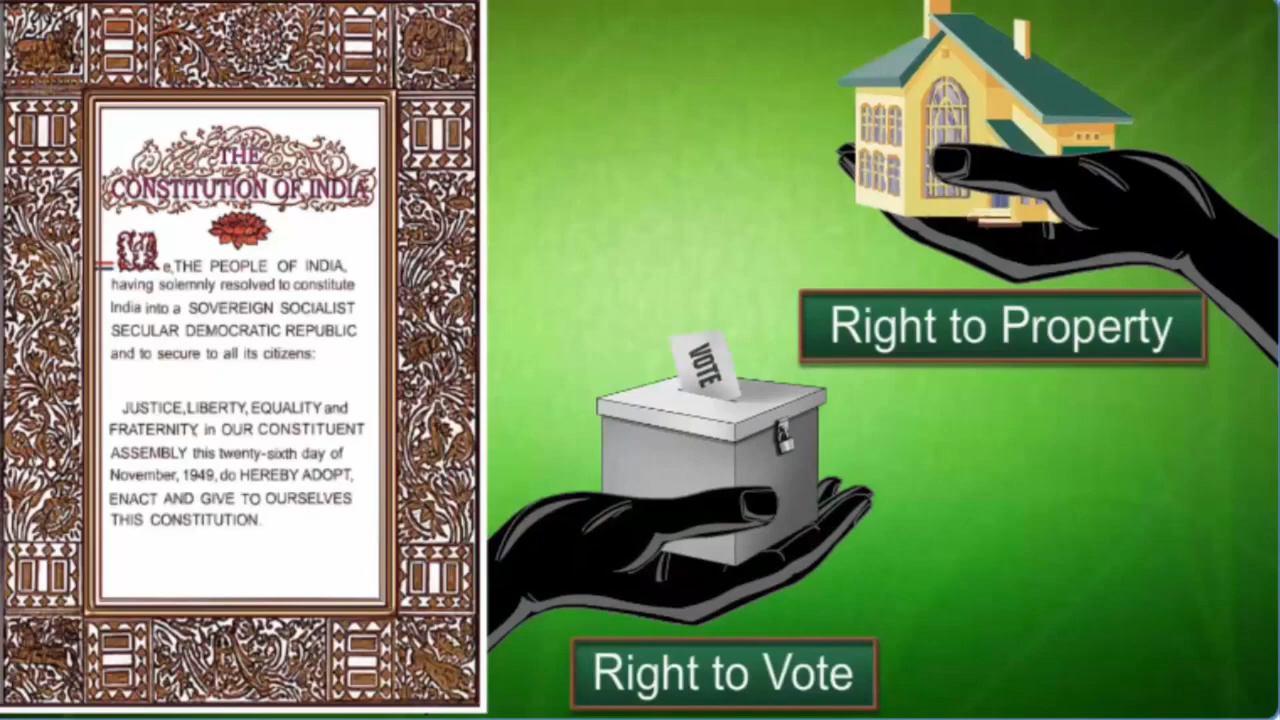 THE
CONSTITUTION OF INDIA
We,THE PEOPLE OF INDIA,
having solemnly resolved to constitute
India into a SOVEREIGN SOCIALIST
SECULAR DEMOCRATIC REPUBLIC
and to secure to all its citizens:
JUSTICE, LIBERTY, EQUALITY and
FRATERNITY, in OUR CONSTITUENT
ASSEMBLY this twenty-sixth day of
November, 1949, do HEREBY ADOPT,
ENACT AND GIVE TO OURSELVES
THIS CONSTITUTION.
Right to Property
VOTE
Right to Vote